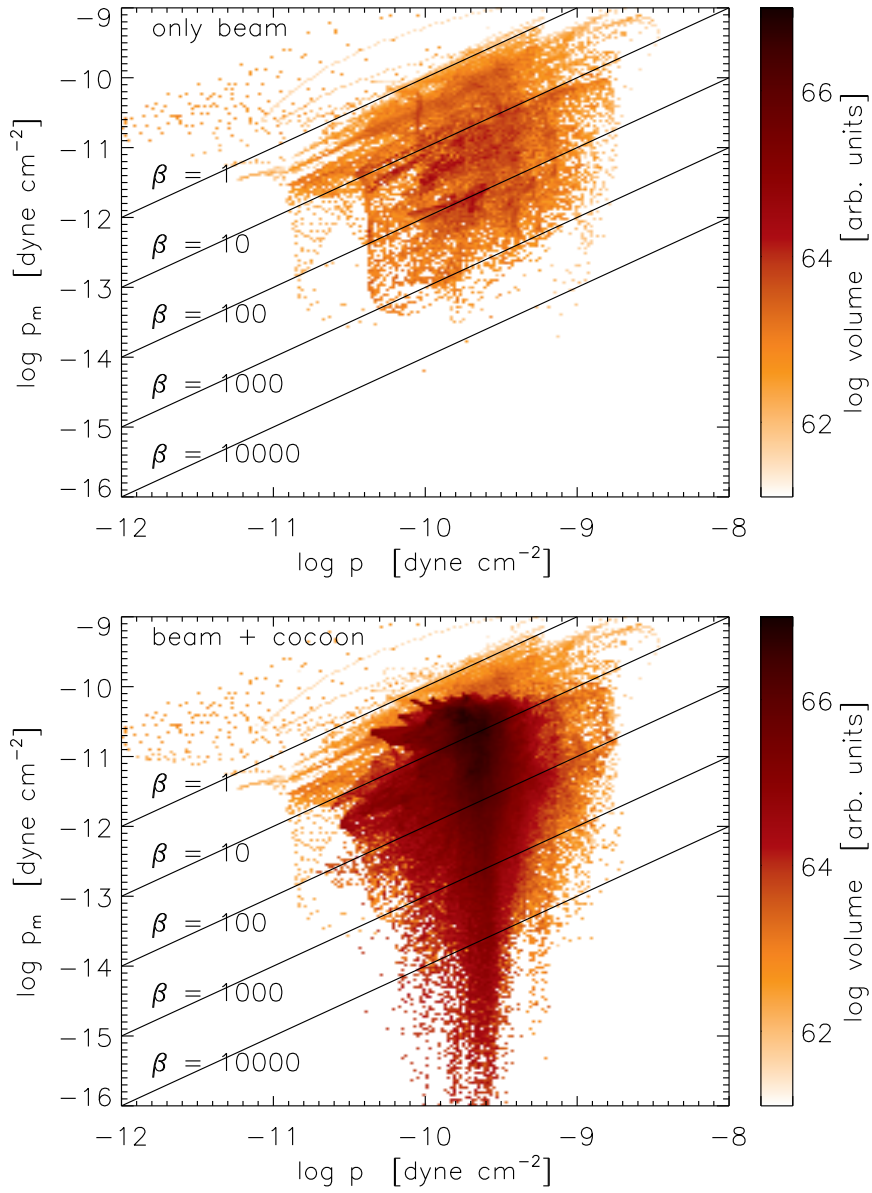 only beam
−9
−10
−11
−12
−13
−14
−15
−16
log pₘ [dyne cm⁻²]
β = 1
β = 10
β = 100
β = 1000
β = 10000
−12
−11
−10
−9
−8
log p [dyne cm⁻²]
66
64
62
log volume [arb. units]
beam + cocoon
−9
−10
−11
−12
−13
−14
−15
−16
log pₘ [dyne cm⁻²]
β = 1
β = 10
β = 100
β = 1000
β = 10000
−12
−11
−10
−9
−8
log p [dyne cm⁻²]
66
64
62
log volume [arb. units]